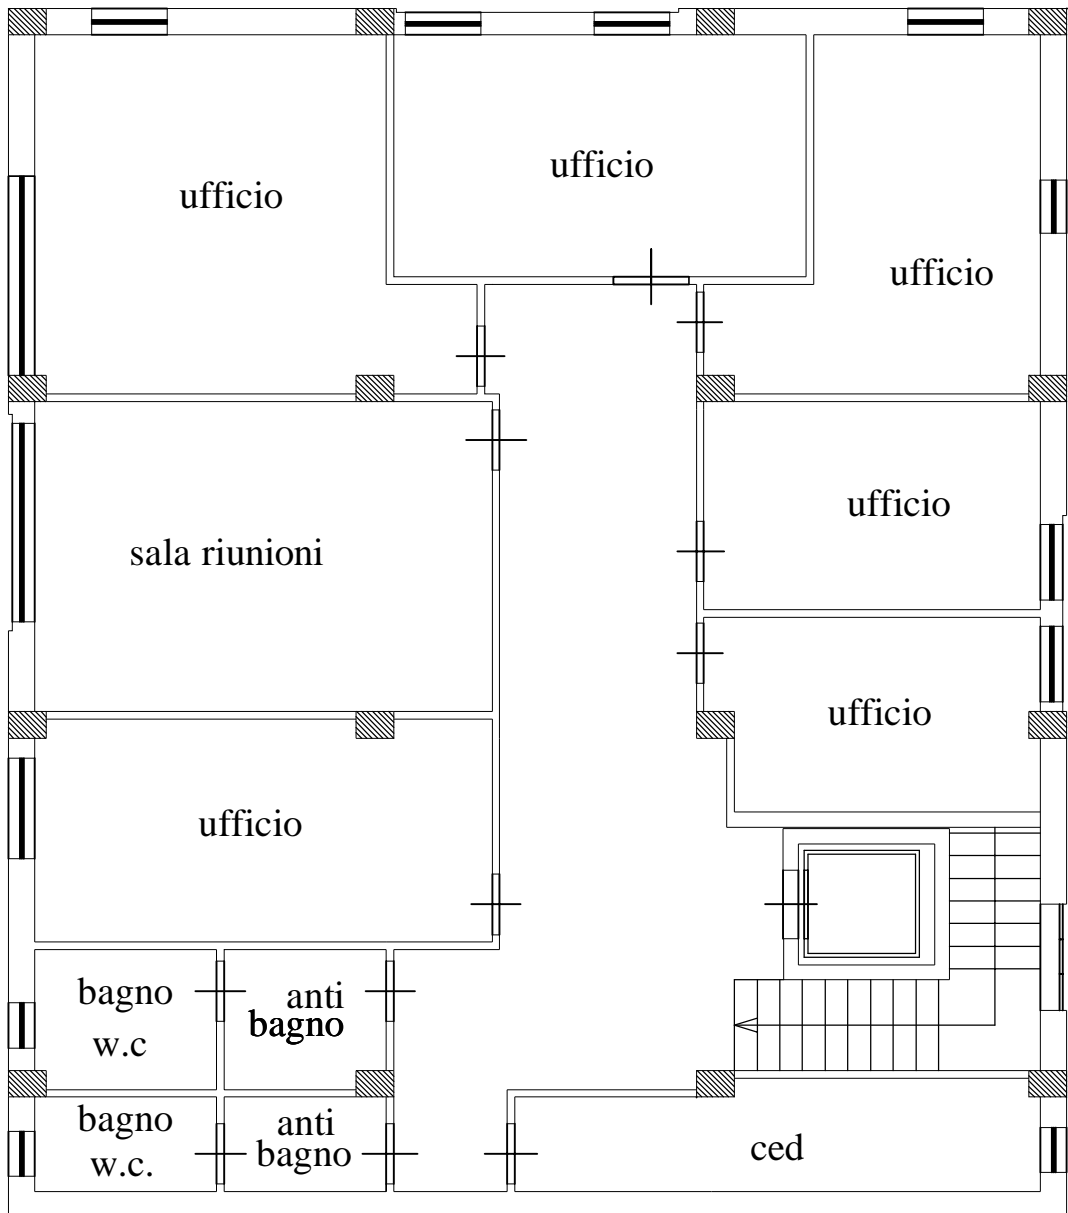 ufficio
ufficio
ufficio
ufficio
sala riunioni
ufficio
ufficio
bagno
w.c
anti
bagno
bagno
w.c.
anti
bagno
ced